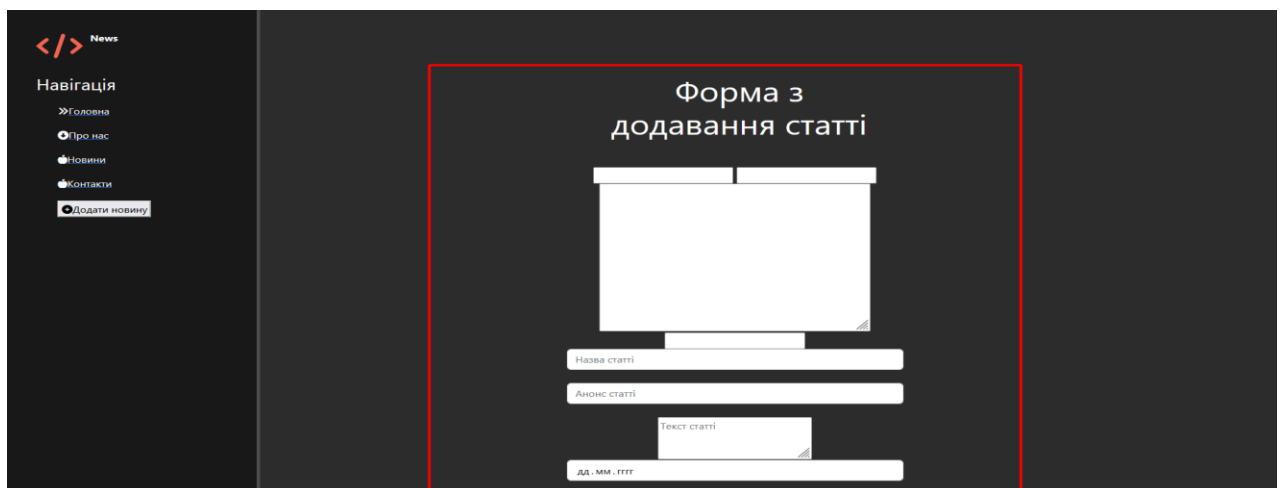 </> News
Навігація
Головна
Про нас
Новини
Контакти
Додати новину
Форма з
додавання статті
Назва статті
Анонс статті
Текст статті
дд.мм.гггг